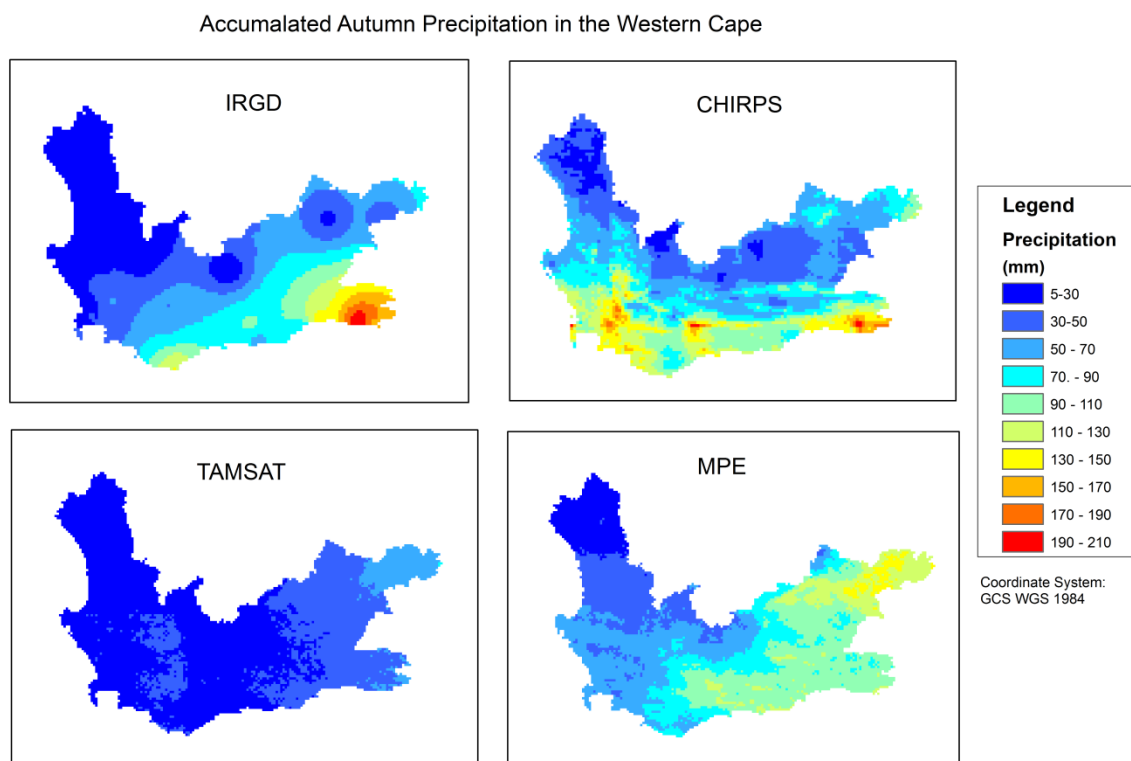 Accumalated Autumn Precipitation in the Western Cape
IRGD
CHIRPS
TAMSAT
MPE
Legend
Precipitation
(mm)
5-30
30-50
50 - 70
70. - 90
90 - 110
110 - 130
130 - 150
150 - 170
170 - 190
190 - 210
Coordinate System:
GCS WGS 1984